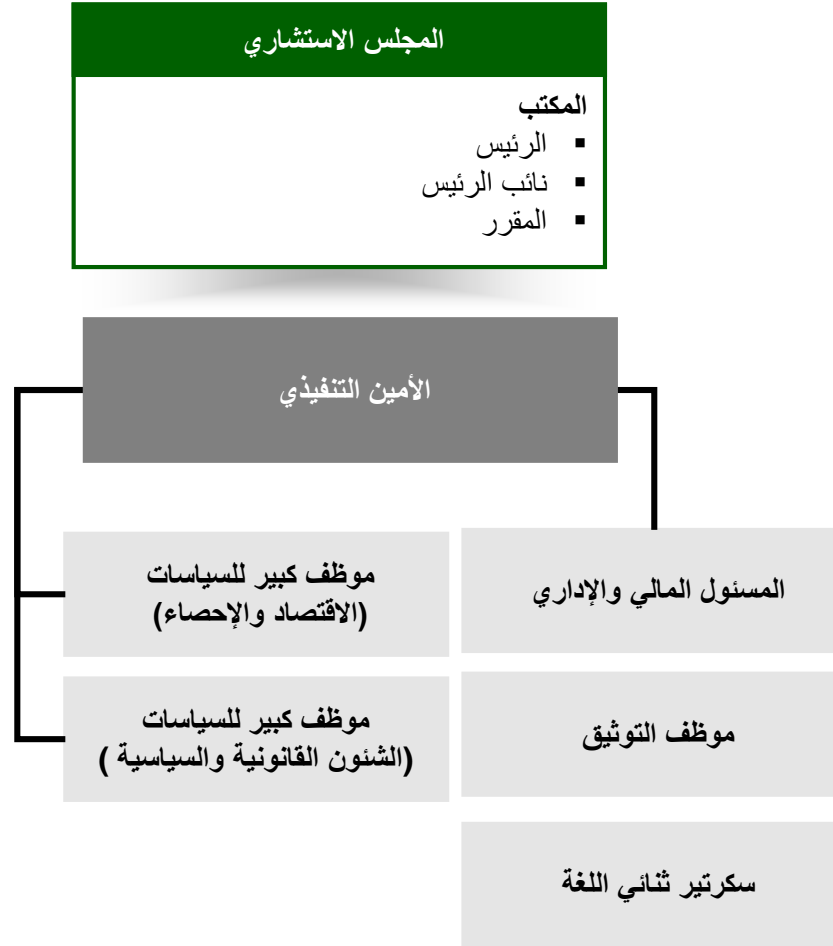 المجلس الاستشاري
المكتب
▪ الرئيس
▪ نائب الرئيس
▪ المقرر
الأمين التنفيذي
المسئول المالي والإداري
موظف كبير للسياسات
(الاقتصاد والإحصاء)
موظف التوثيق
موظف كبير للسياسات
(الشئون القانونية والسياسية )
سكرتير ثنائي اللغة